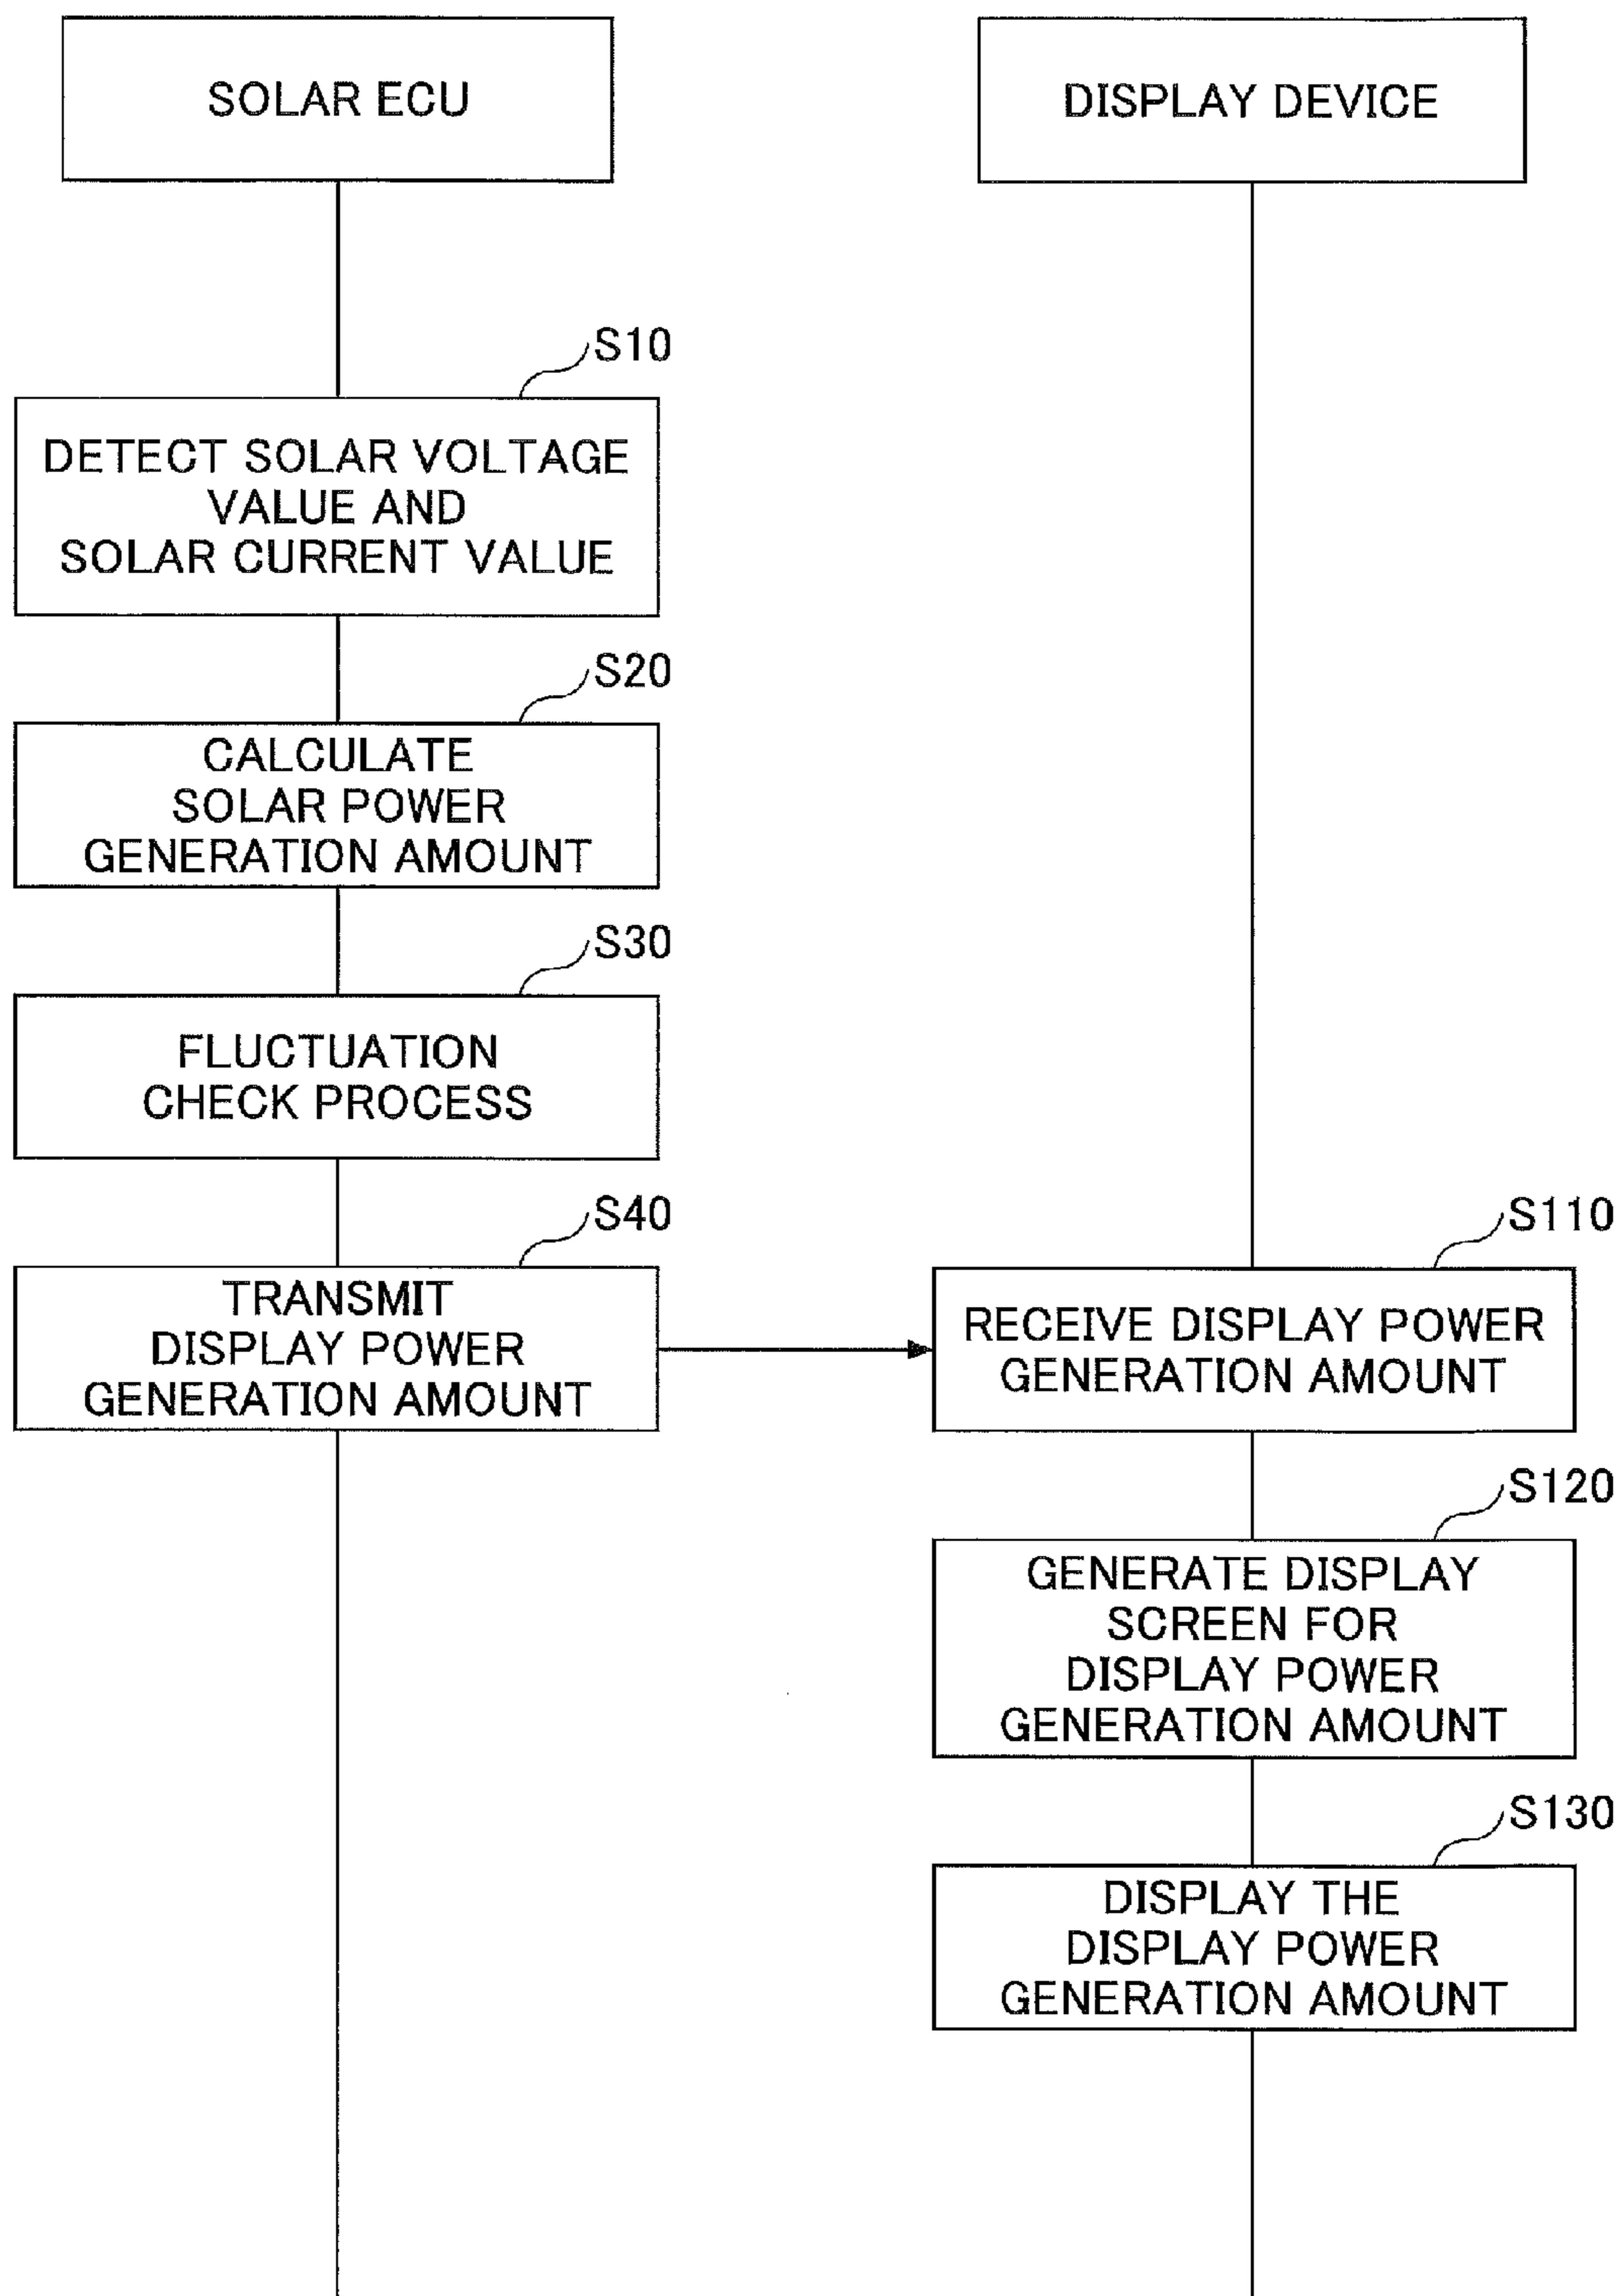 SOLAR ECU
DISPLAY DEVICE
S10
DETECT SOLAR VOLTAGE
VALUE AND
SOLAR CURRENT VALUE
S20
CALCULATE
SOLAR POWER
GENERATION AMOUNT
S30
FLUCTUATION
CHECK PROCESS
S40
TRANSMIT
DISPLAY POWER
GENERATION AMOUNT
S110
RECEIVE DISPLAY POWER
GENERATION AMOUNT
S120
GENERATE DISPLAY
SCREEN FOR
DISPLAY POWER
GENERATION AMOUNT
S130
DISPLAY THE
DISPLAY POWER
GENERATION AMOUNT